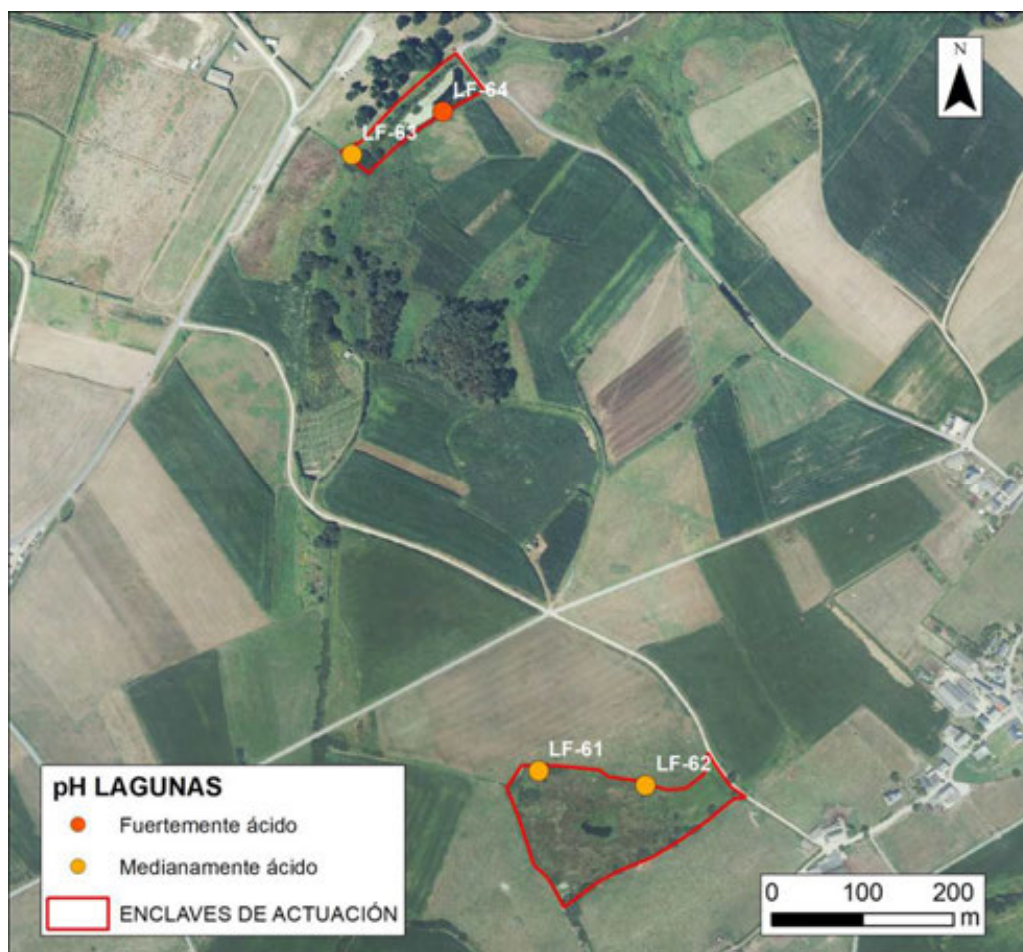 N
LF-64
LF-63
LF-61
LF-62
pH LAGUNAS
Fuertemente ácido
Medianamente ácido
ENCLAVES DE ACTUACIÓN
0 100 200
m